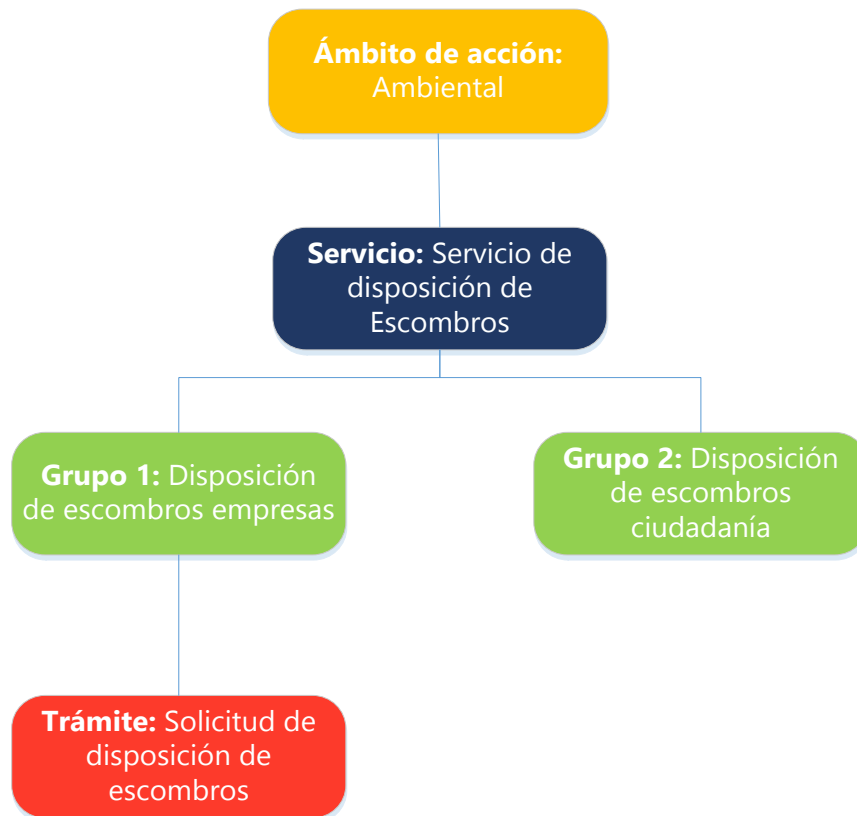 Ámbito de acción:
Ambiental
Servicio: Servicio de
disposición de
Escombros
Grupo 1: Disposición
de escombros empresas
Grupo 2: Disposición
de escombros
ciudadanía
Trámite: Solicitud de
disposición de
escombros